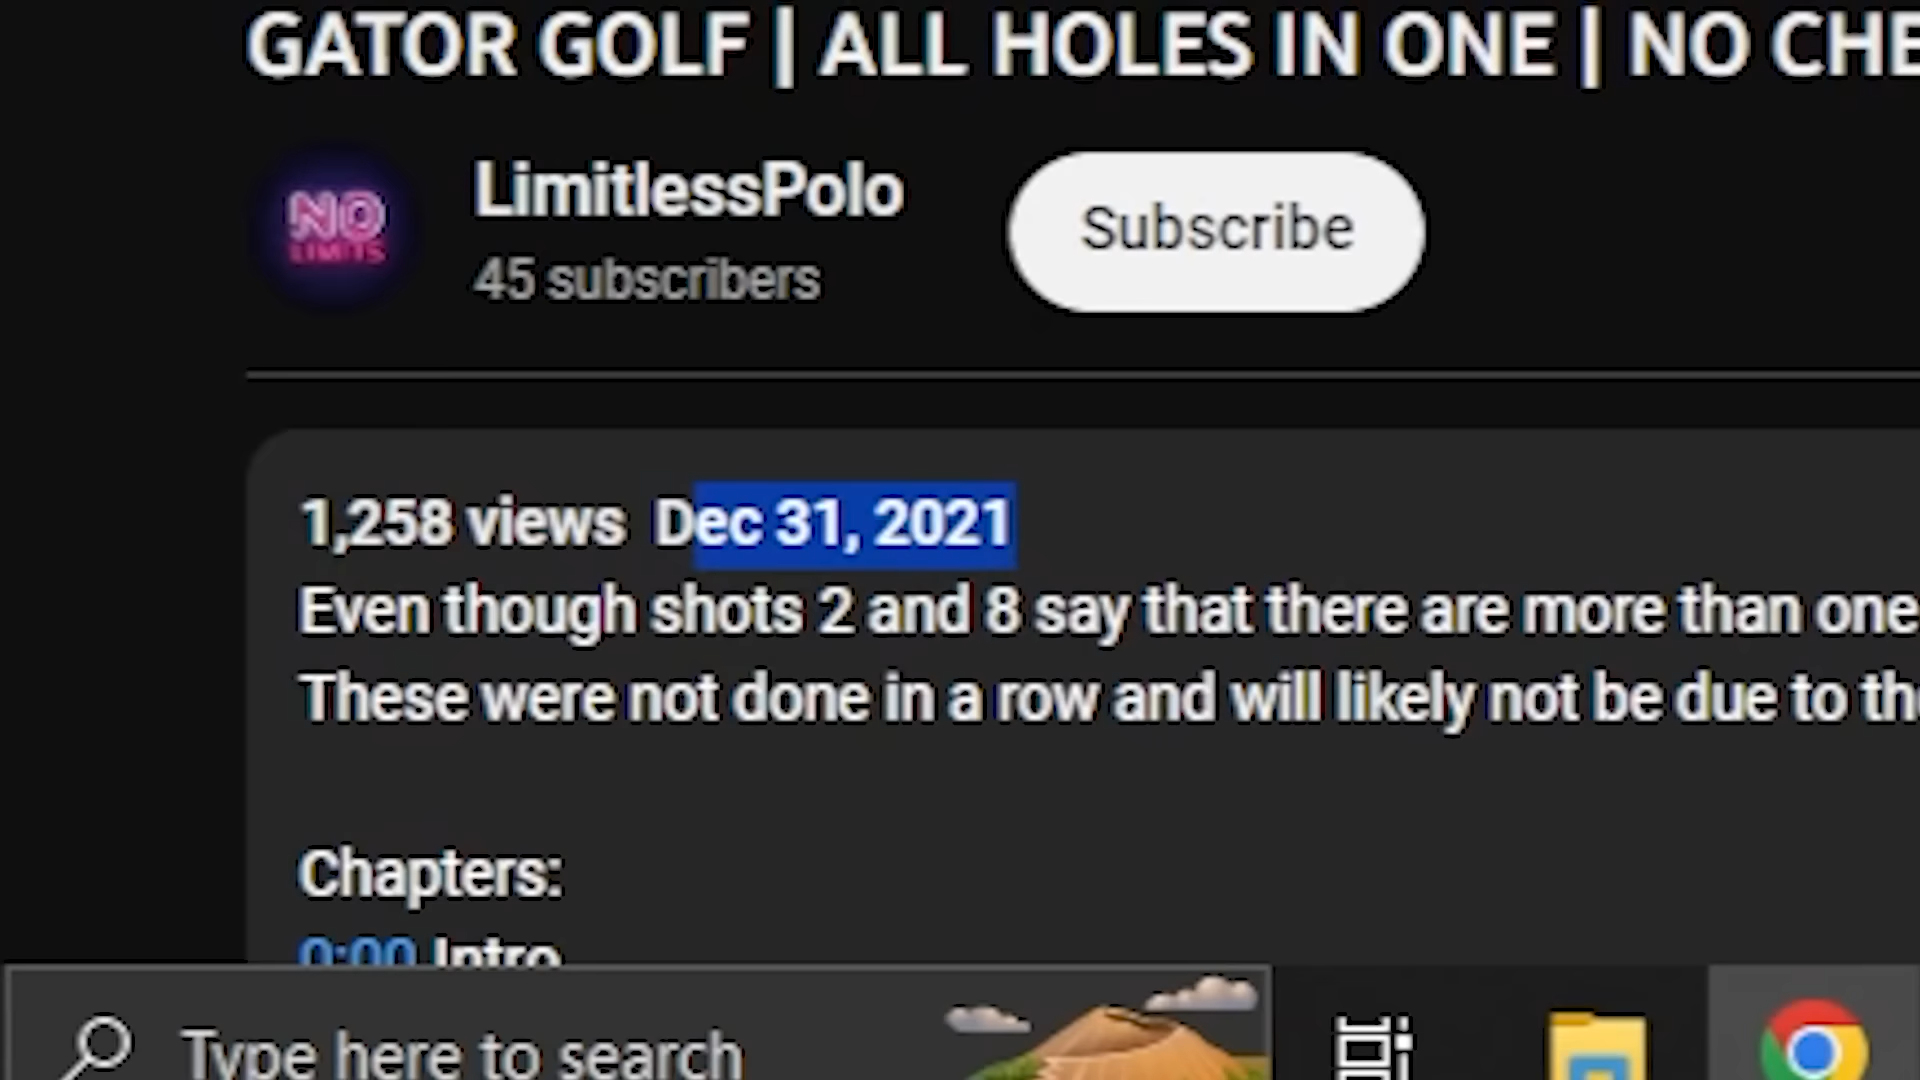 GATOR GOLF | ALL HOLES IN ONE | NO CHE
NO
LIMITS
LimitlessPolo
45 subscribers
Subscribe
1,258 views Dec 31, 2021
Even though shots 2 and 8 say that there are more than one
These were not done in a row and will likely not be due to the
Chapters:
0:00 Intro
Type here to search